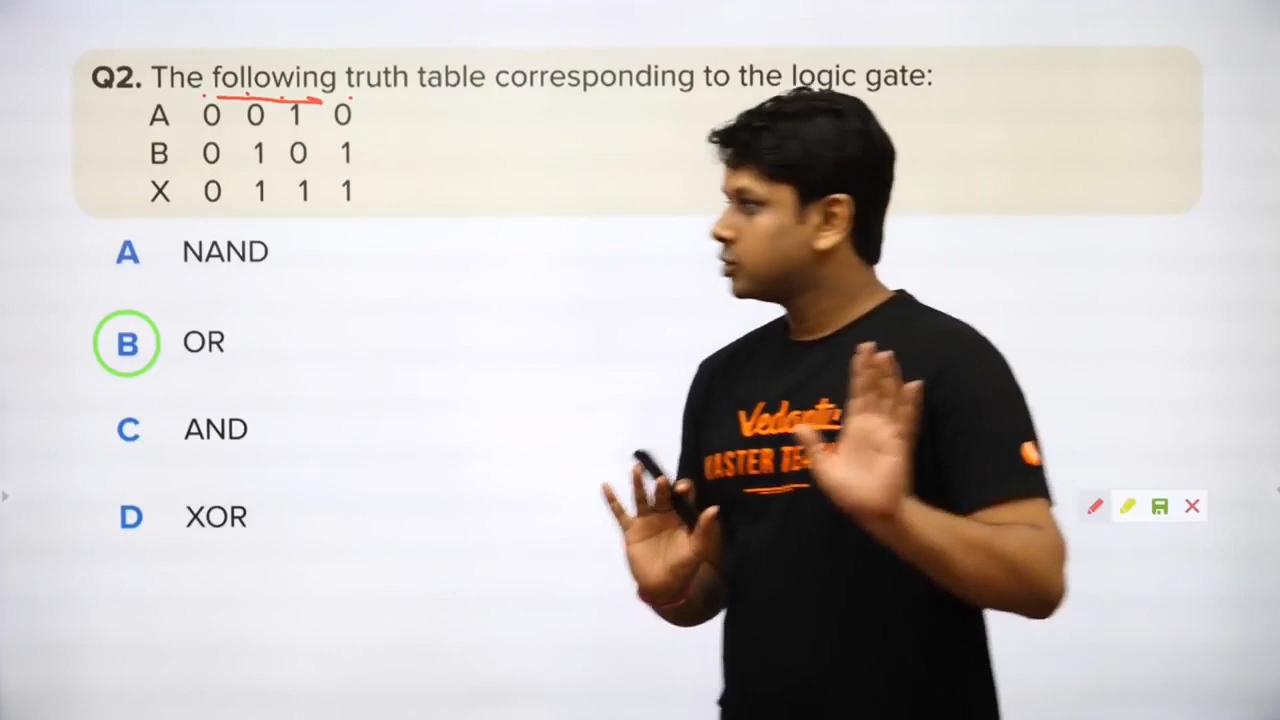 Q2. The following truth table corresponding to the logic gate:
A 0 0 1 0
B 0 1 0 1
X 0 1 1 1
A NAND
B OR
C AND
D XOR